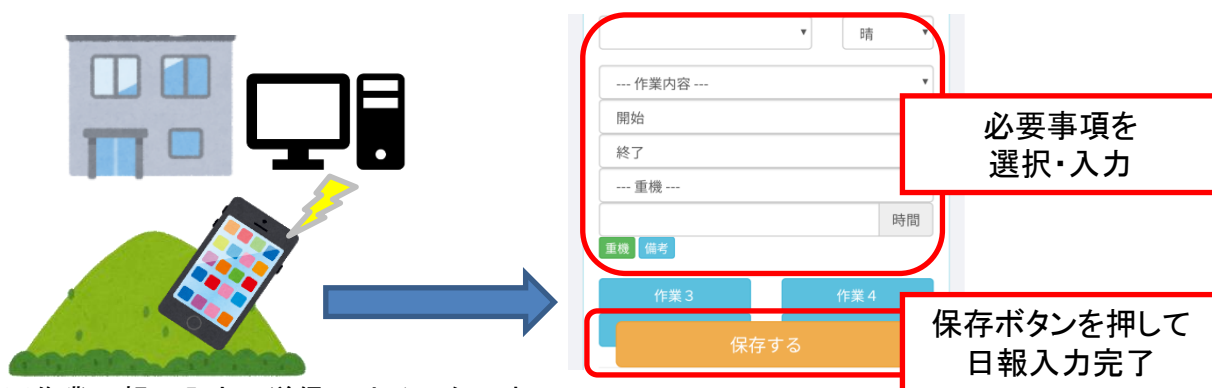 晴
--- 作業内容 ---
開始
終了
--- 重機 ---
時間
重機 備考
作業3 作業4
保存する
必要事項を
選択・入力
保存ボタンを押して
日報入力完了